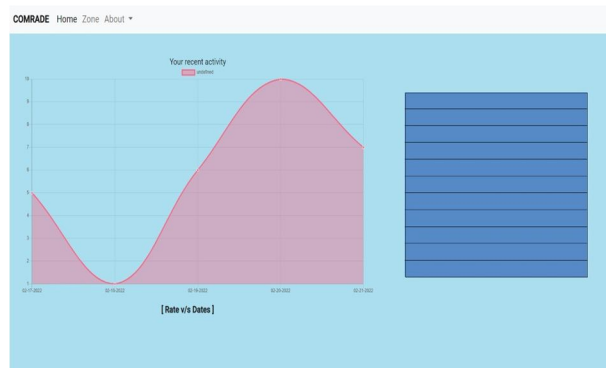 COMRADE Home Zone About
Your recent activity
undefined
10
9
8
7
6
5
4
3
2
1
02-17-2022 02-18-2022 02-19-2022 02-20-2022 02-21-2022
[ Rate v/s Dates ]